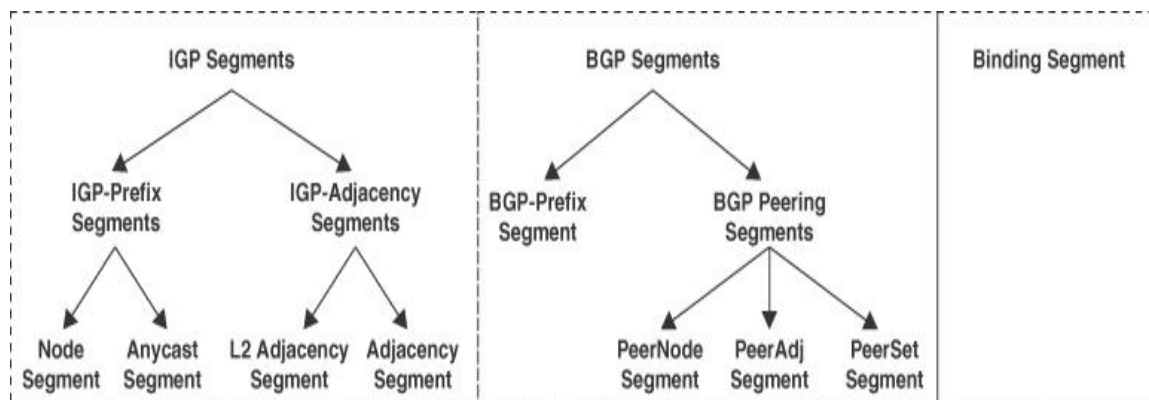 IGP Segments
BGP Segments
Binding Segment
IGP-Prefix
Segments
IGP-Adjacency
Segments
BGP-Prefix
Segment
BGP Peering
Segments
Node
Segment
Anycast
Segment
L2 Adjacency
Segment
Adjacency
Segment
PeerNode
Segment
PeerAdj
Segment
PeerSet
Segment